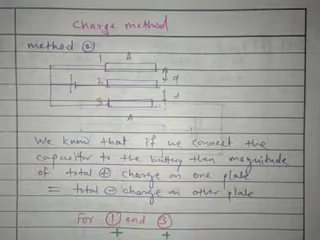 Charge method
method ②
1 A
2 d
3 d
A
We know that if we connect the
capacitor to the battery then magnitude
of total ⊕ charge on one plate
= total ⊖ charge on other plate
For ① and ③
+ +